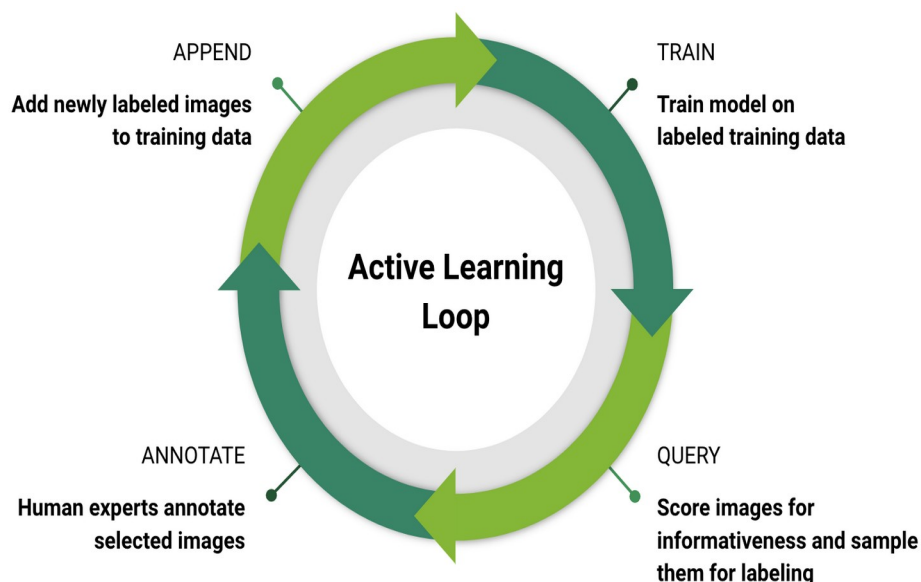 APPEND
Add newly labeled images
to training data
TRAIN
Train model on
labeled training data
Active Learning
Loop
ANNOTATE
Human experts annotate
selected images
QUERY
Score images for
informativeness and sample
them for labeling